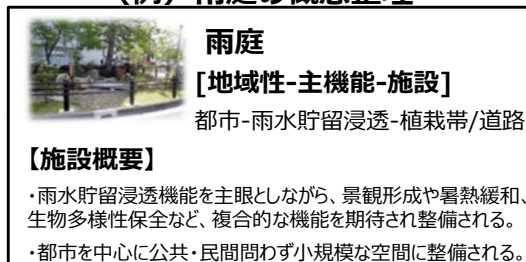 雨庭
[地域性-主機能-施設]
都市-雨水貯留浸透-植栽帯/道路
【施設概要】
・雨水貯留浸透機能を主眼としながら、景観形成や暑熱緩和、
生物多様性保全など、複合的な機能を期待され整備される。
・都市を中心に公共・民間問わず小規模な空間に整備される。